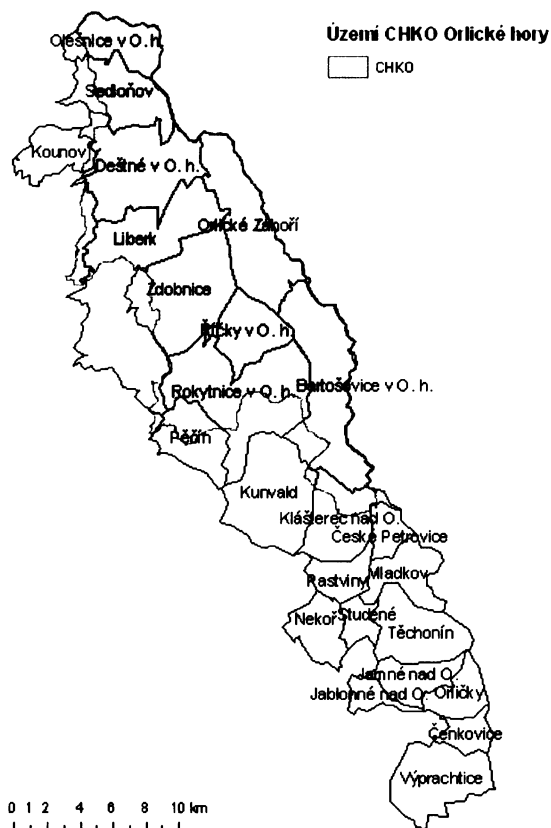 Území CHKO Orlické hory
CHKO
Olešnice v O. h.
Sedloňov
Kounov
Deštné v O. h.
Orlické Záhoří
Liberk
Zdobnice
Říčky v O. h.
Bartošovice v O. h.
Rokytnice v O. h.
Pěčín
Kunvald
Klášterec nad O.
České Petrovice
Mladkov
Pastviny
Studené
Nekoř
Těchonín
Jamné nad O.
Jablonné nad O.
Orličky
Čenkovice
Výprachtice
0 1 2 4 6 8 10 km